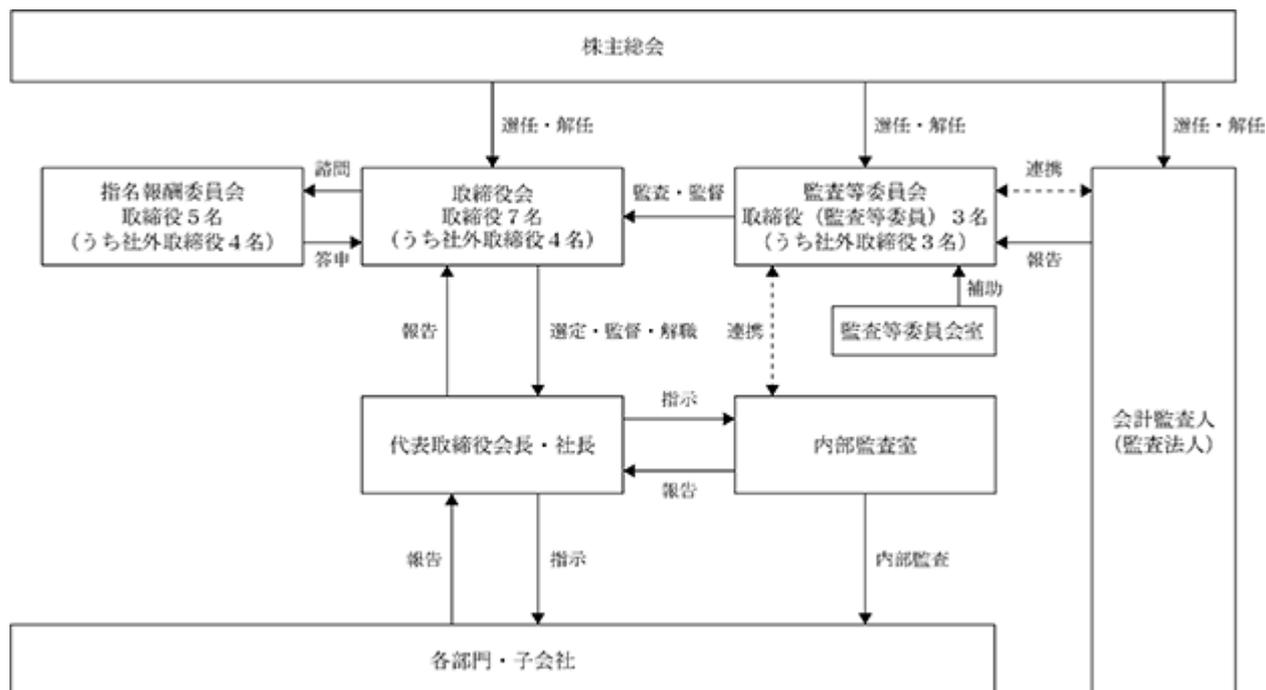 株主総会
選任・解任
選任・解任
選任・解任
諮問
指名報酬委員会
取締役５名
（うち社外取締役４名）
答申
取締役会
取締役７名
（うち社外取締役４名）
監査・監督
監査等委員会
取締役（監査等委員）３名
（うち社外取締役３名）
連携
報告
補助
監査等委員会室
報告
選定・監督・解職
連携
代表取締役会長・社長
指示
報告
内部監査室
会計監査人
（監査法人）
報告
指示
内部監査
各部門・子会社